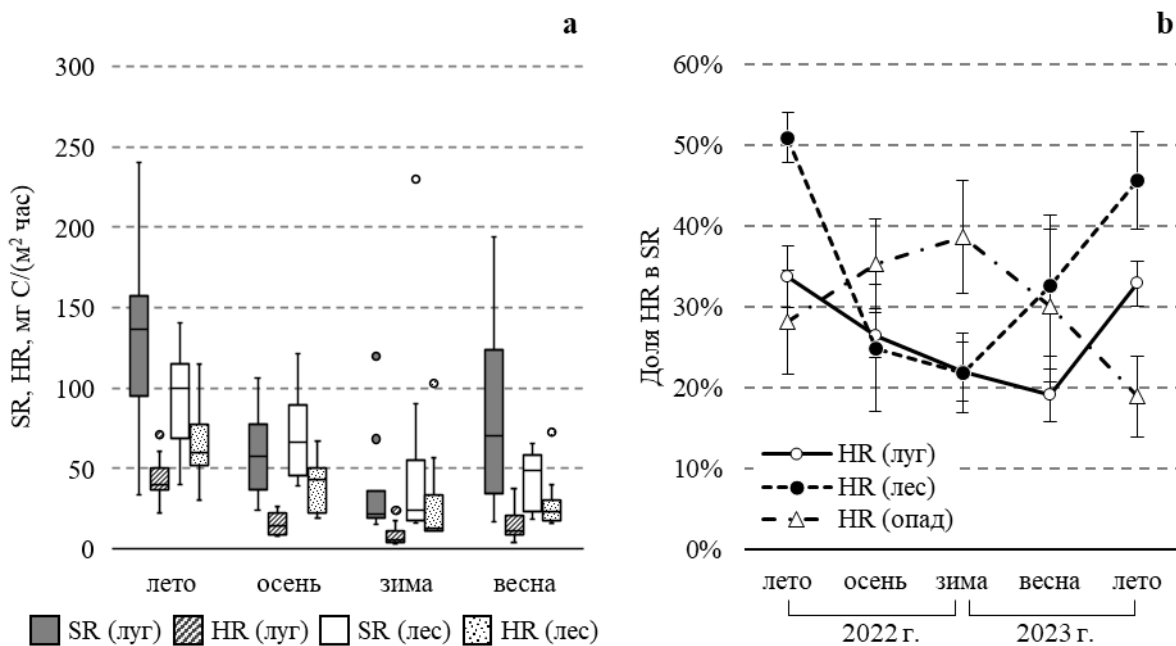 a
SR, HR, мг C/(м² час)
300
250
200
150
100
50
0
лето осень зима весна
SR (луг) HR (луг) SR (лес) HR (лес)
b
Доля HR в SR
60%
50%
40%
30%
20%
10%
0%
HR (луг)
HR (лес)
HR (опад)
лето осень зима весна лето
2022 г. 2023 г.